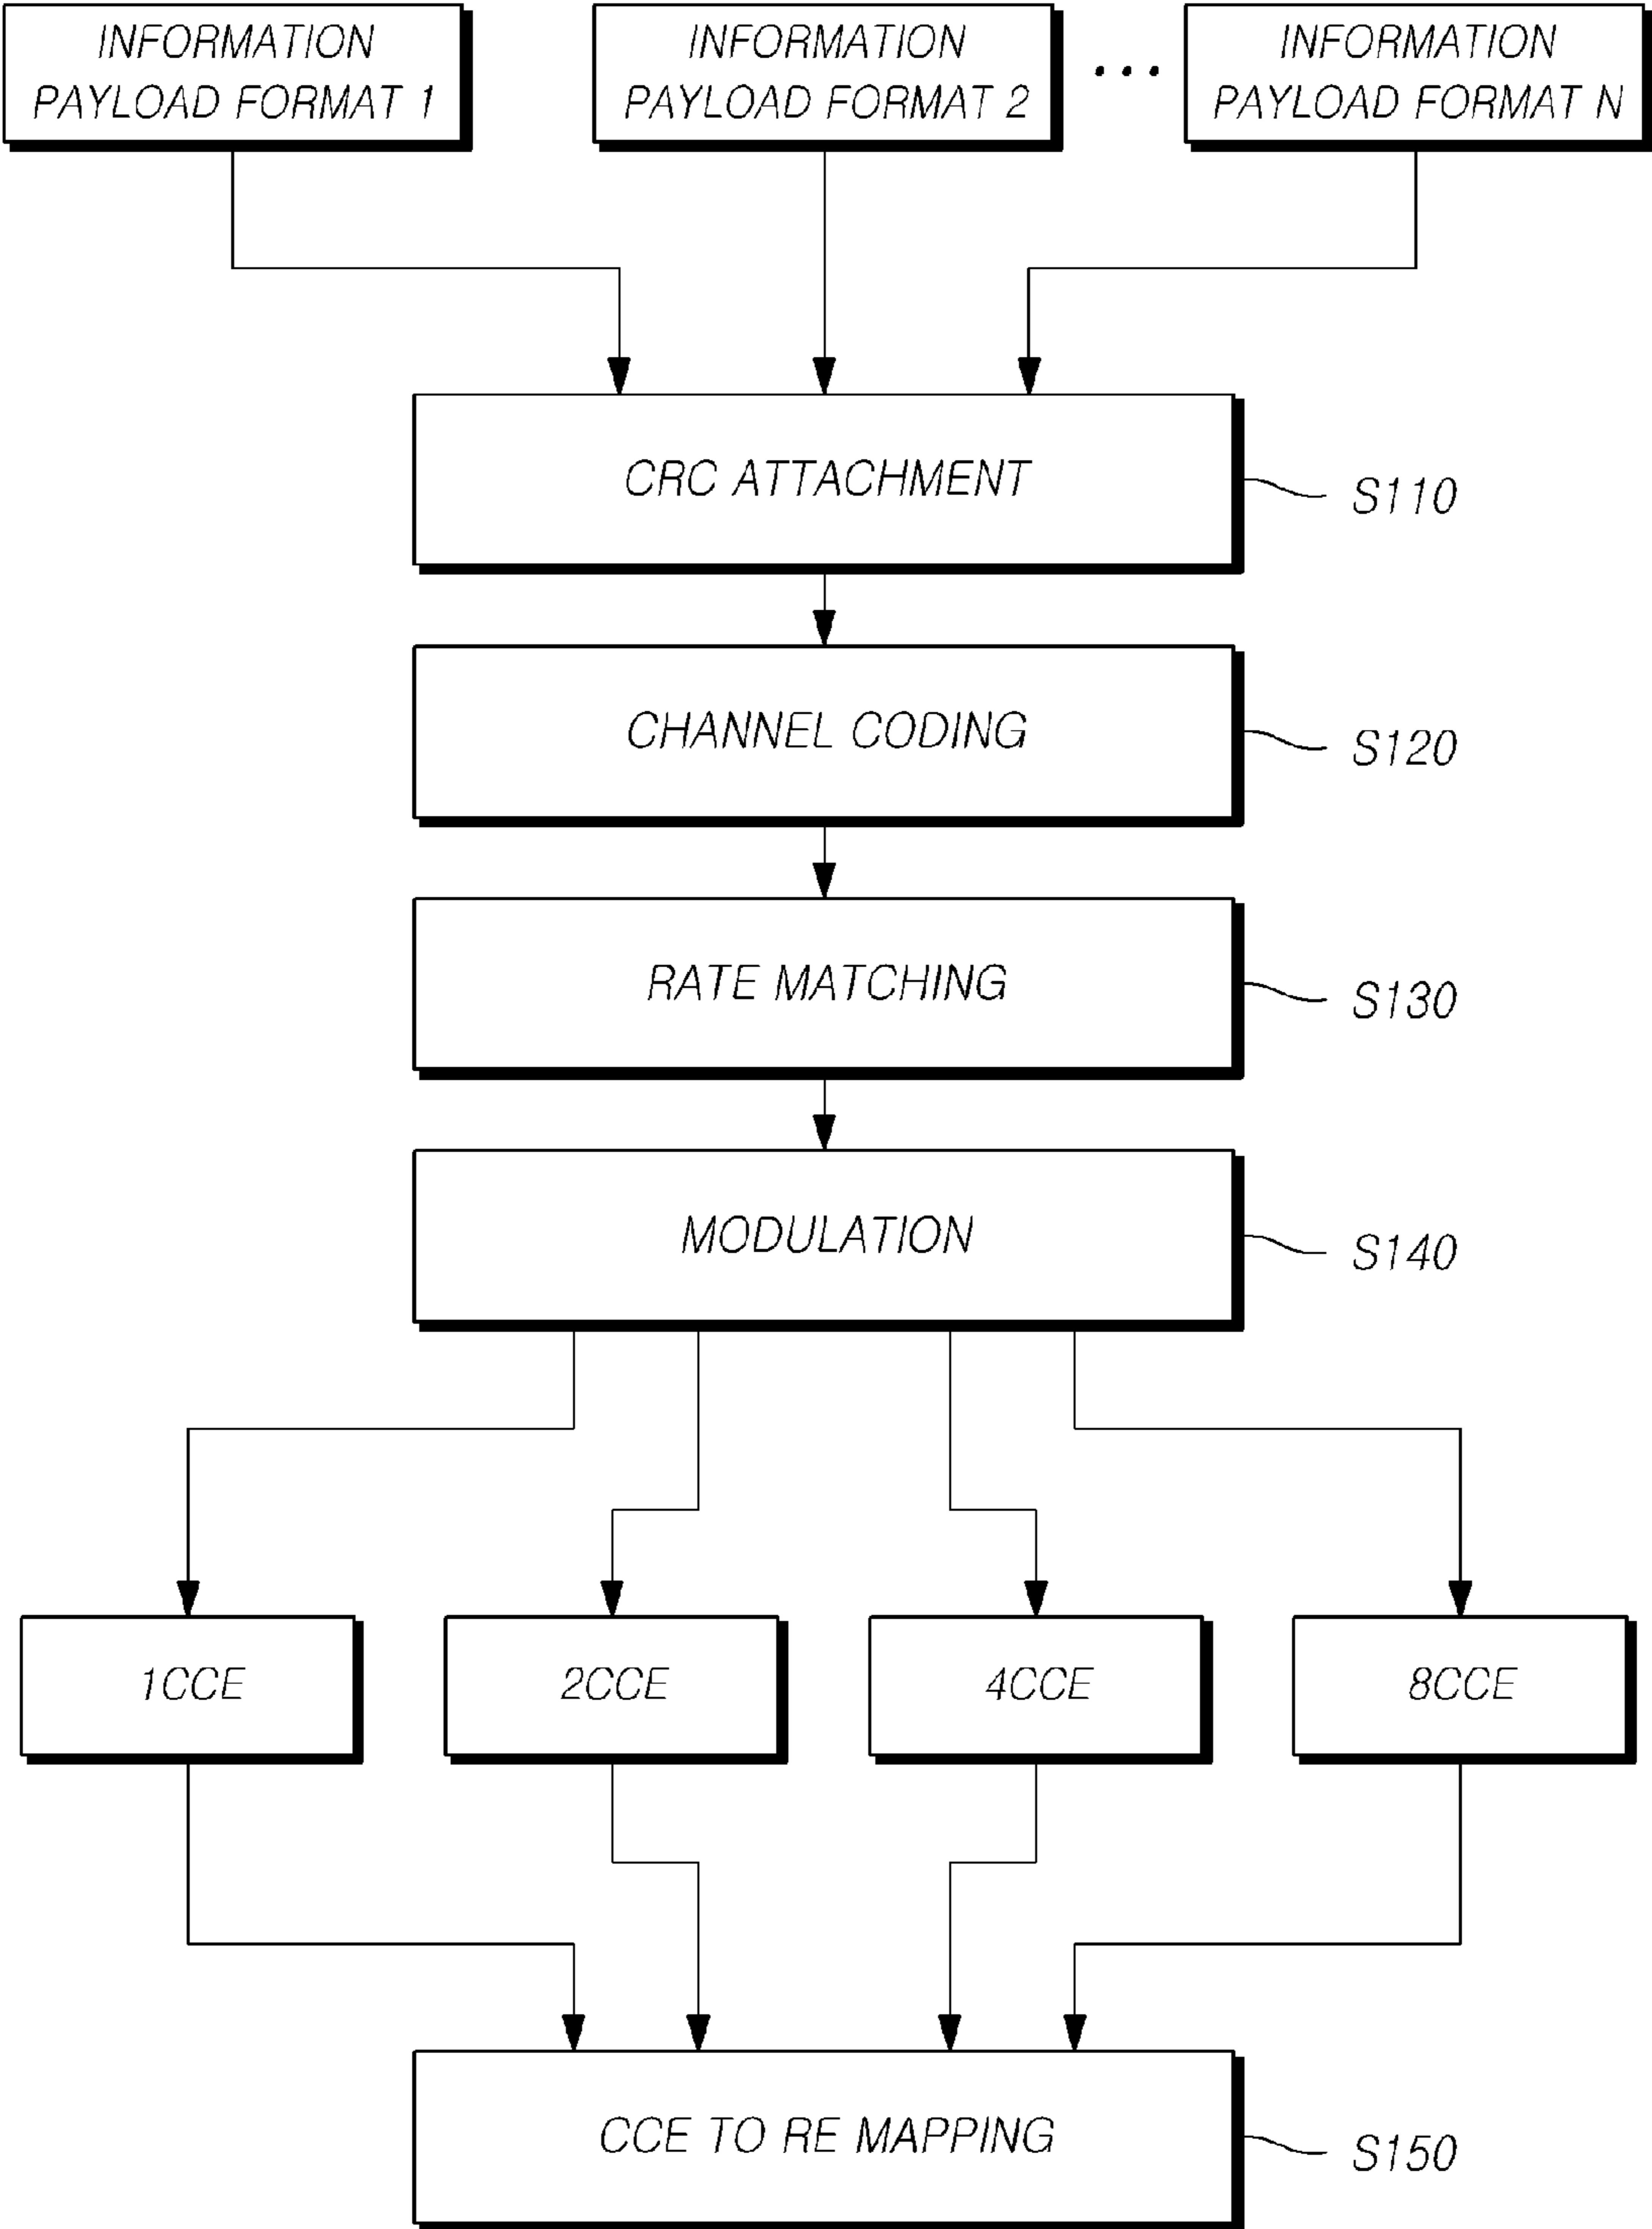 INFORMATION
PAYLOAD FORMAT 1
INFORMATION
PAYLOAD FORMAT 2
...
INFORMATION
PAYLOAD FORMAT N
CRC ATTACHMENT
S110
CHANNEL CODING
S120
RATE MATCHING
S130
MODULATION
S140
1CCE
2CCE
4CCE
8CCE
CCE TO RE MAPPING
S150